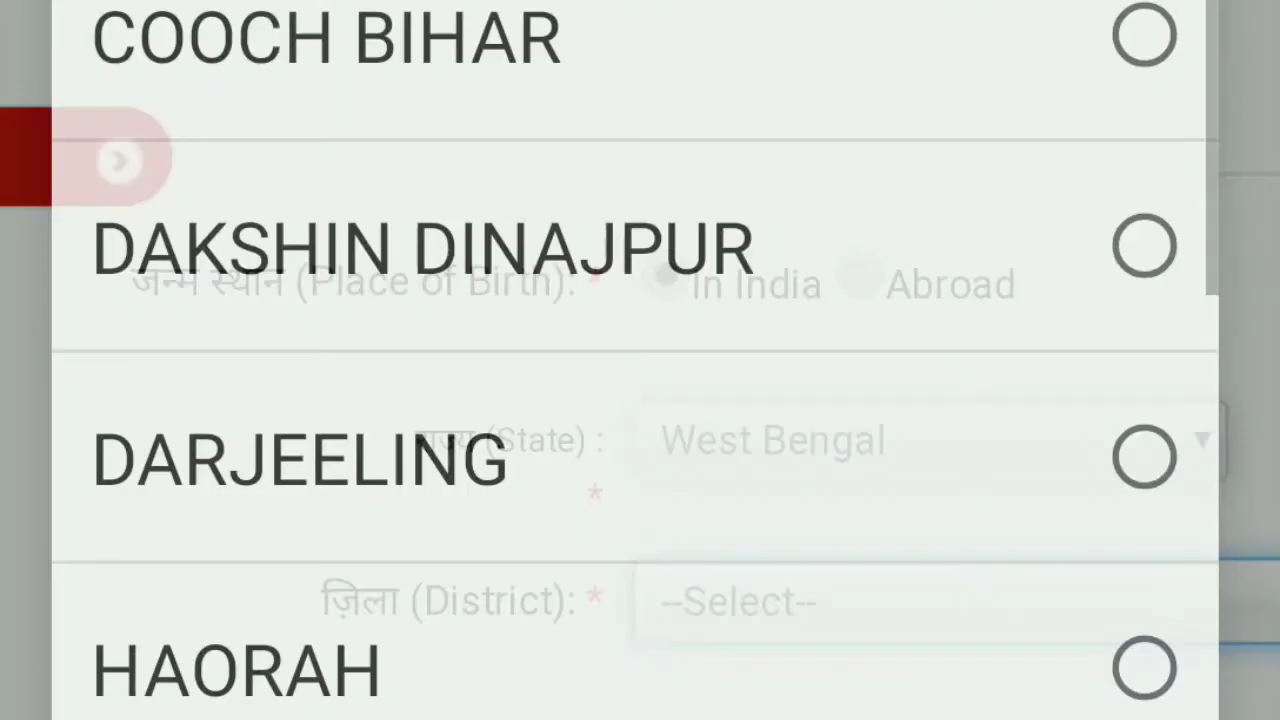 COOCH BIHAR
DAKSHIN DINAJPUR
जन्म स्थान (Place of Birth): * In India Abroad
DARJEELING
राज्य (State) : West Bengal
*
ज़िला (District): * --Select--
HAORAH